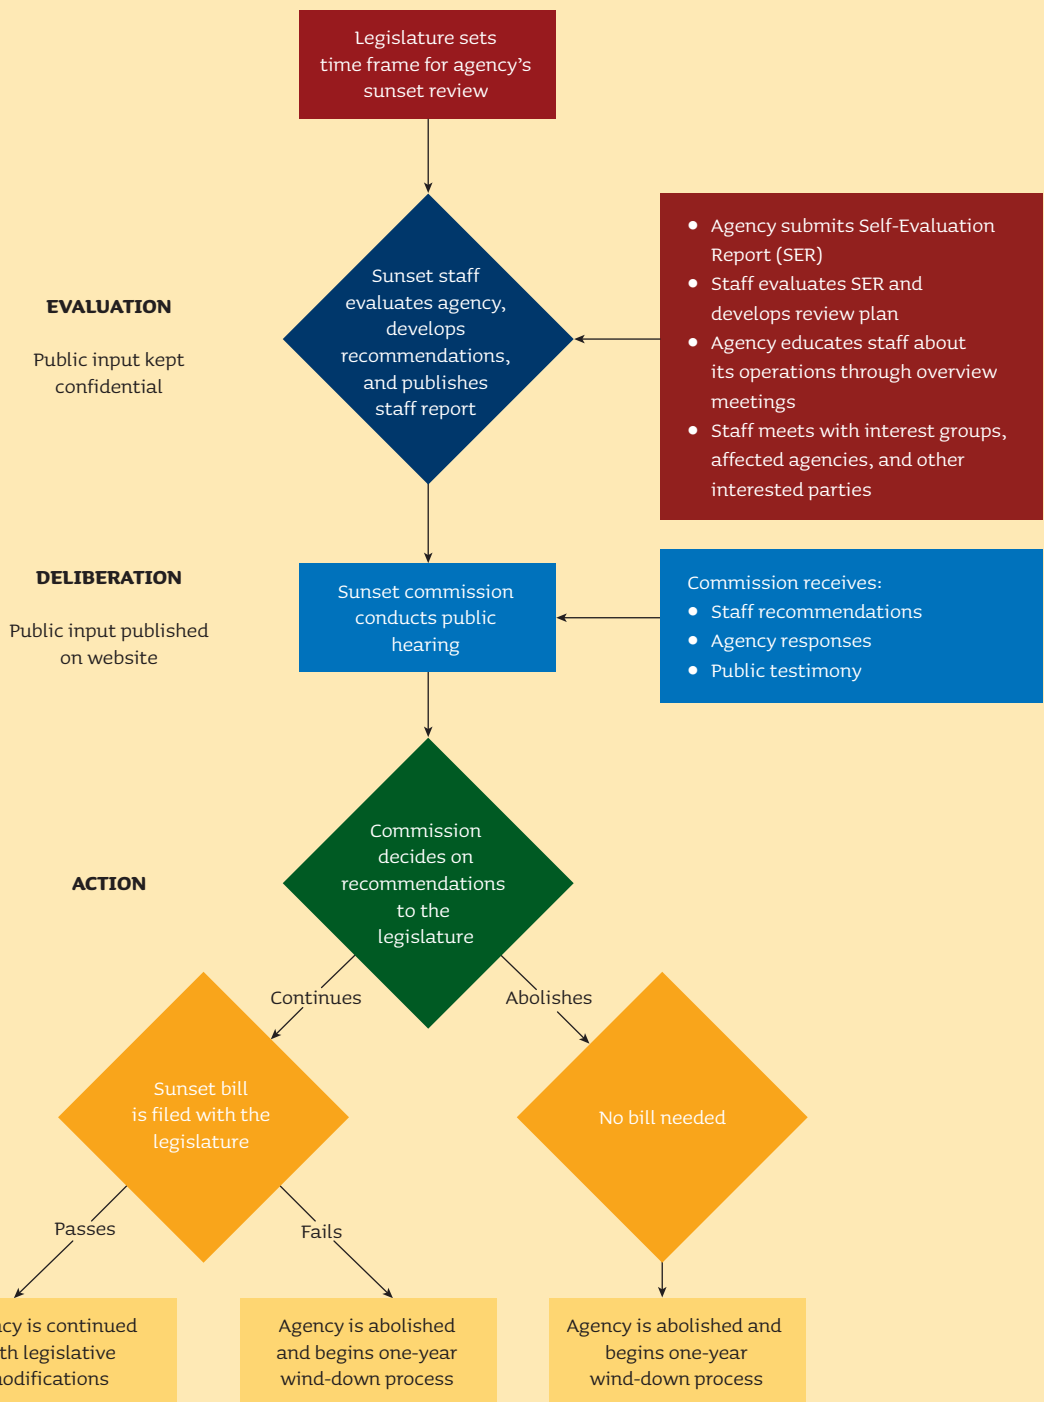 Legislature sets
time frame for agency's
sunset review
EVALUATION
Public input kept
confidential
Sunset staff
evaluates agency,
develops
recommendations,
and publishes
staff report
● Agency submits Self-Evaluation
Report (SER)
● Staff evaluates SER and
develops review plan
● Agency educates staff about
its operations through overview
meetings
● Staff meets with interest groups,
affected agencies, and other
interested parties
DELIBERATION
Public input published
on website
Sunset commission
conducts public
hearing
Commission receives:
● Staff recommendations
● Agency responses
● Public testimony
ACTION
Commission
decides on
recommendations
to the
legislature
Continues
Abolishes
Sunset bill
is filed with the
legislature
No bill needed
Passes
Fails
is continued
legislative
Agency is abolished
and begins one-year
wind-down process
Agency is abolished and
begins one-year
wind-down process